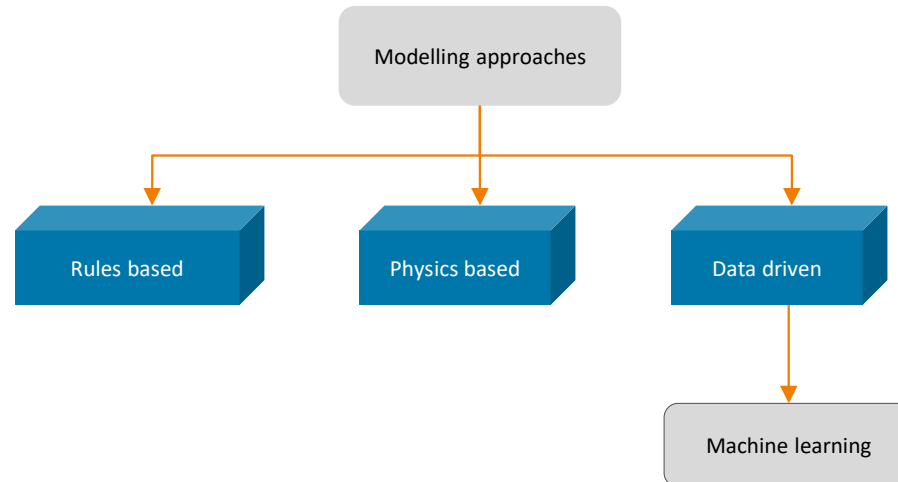 Modelling approaches
Rules based
Physics based
Data driven
Machine learning